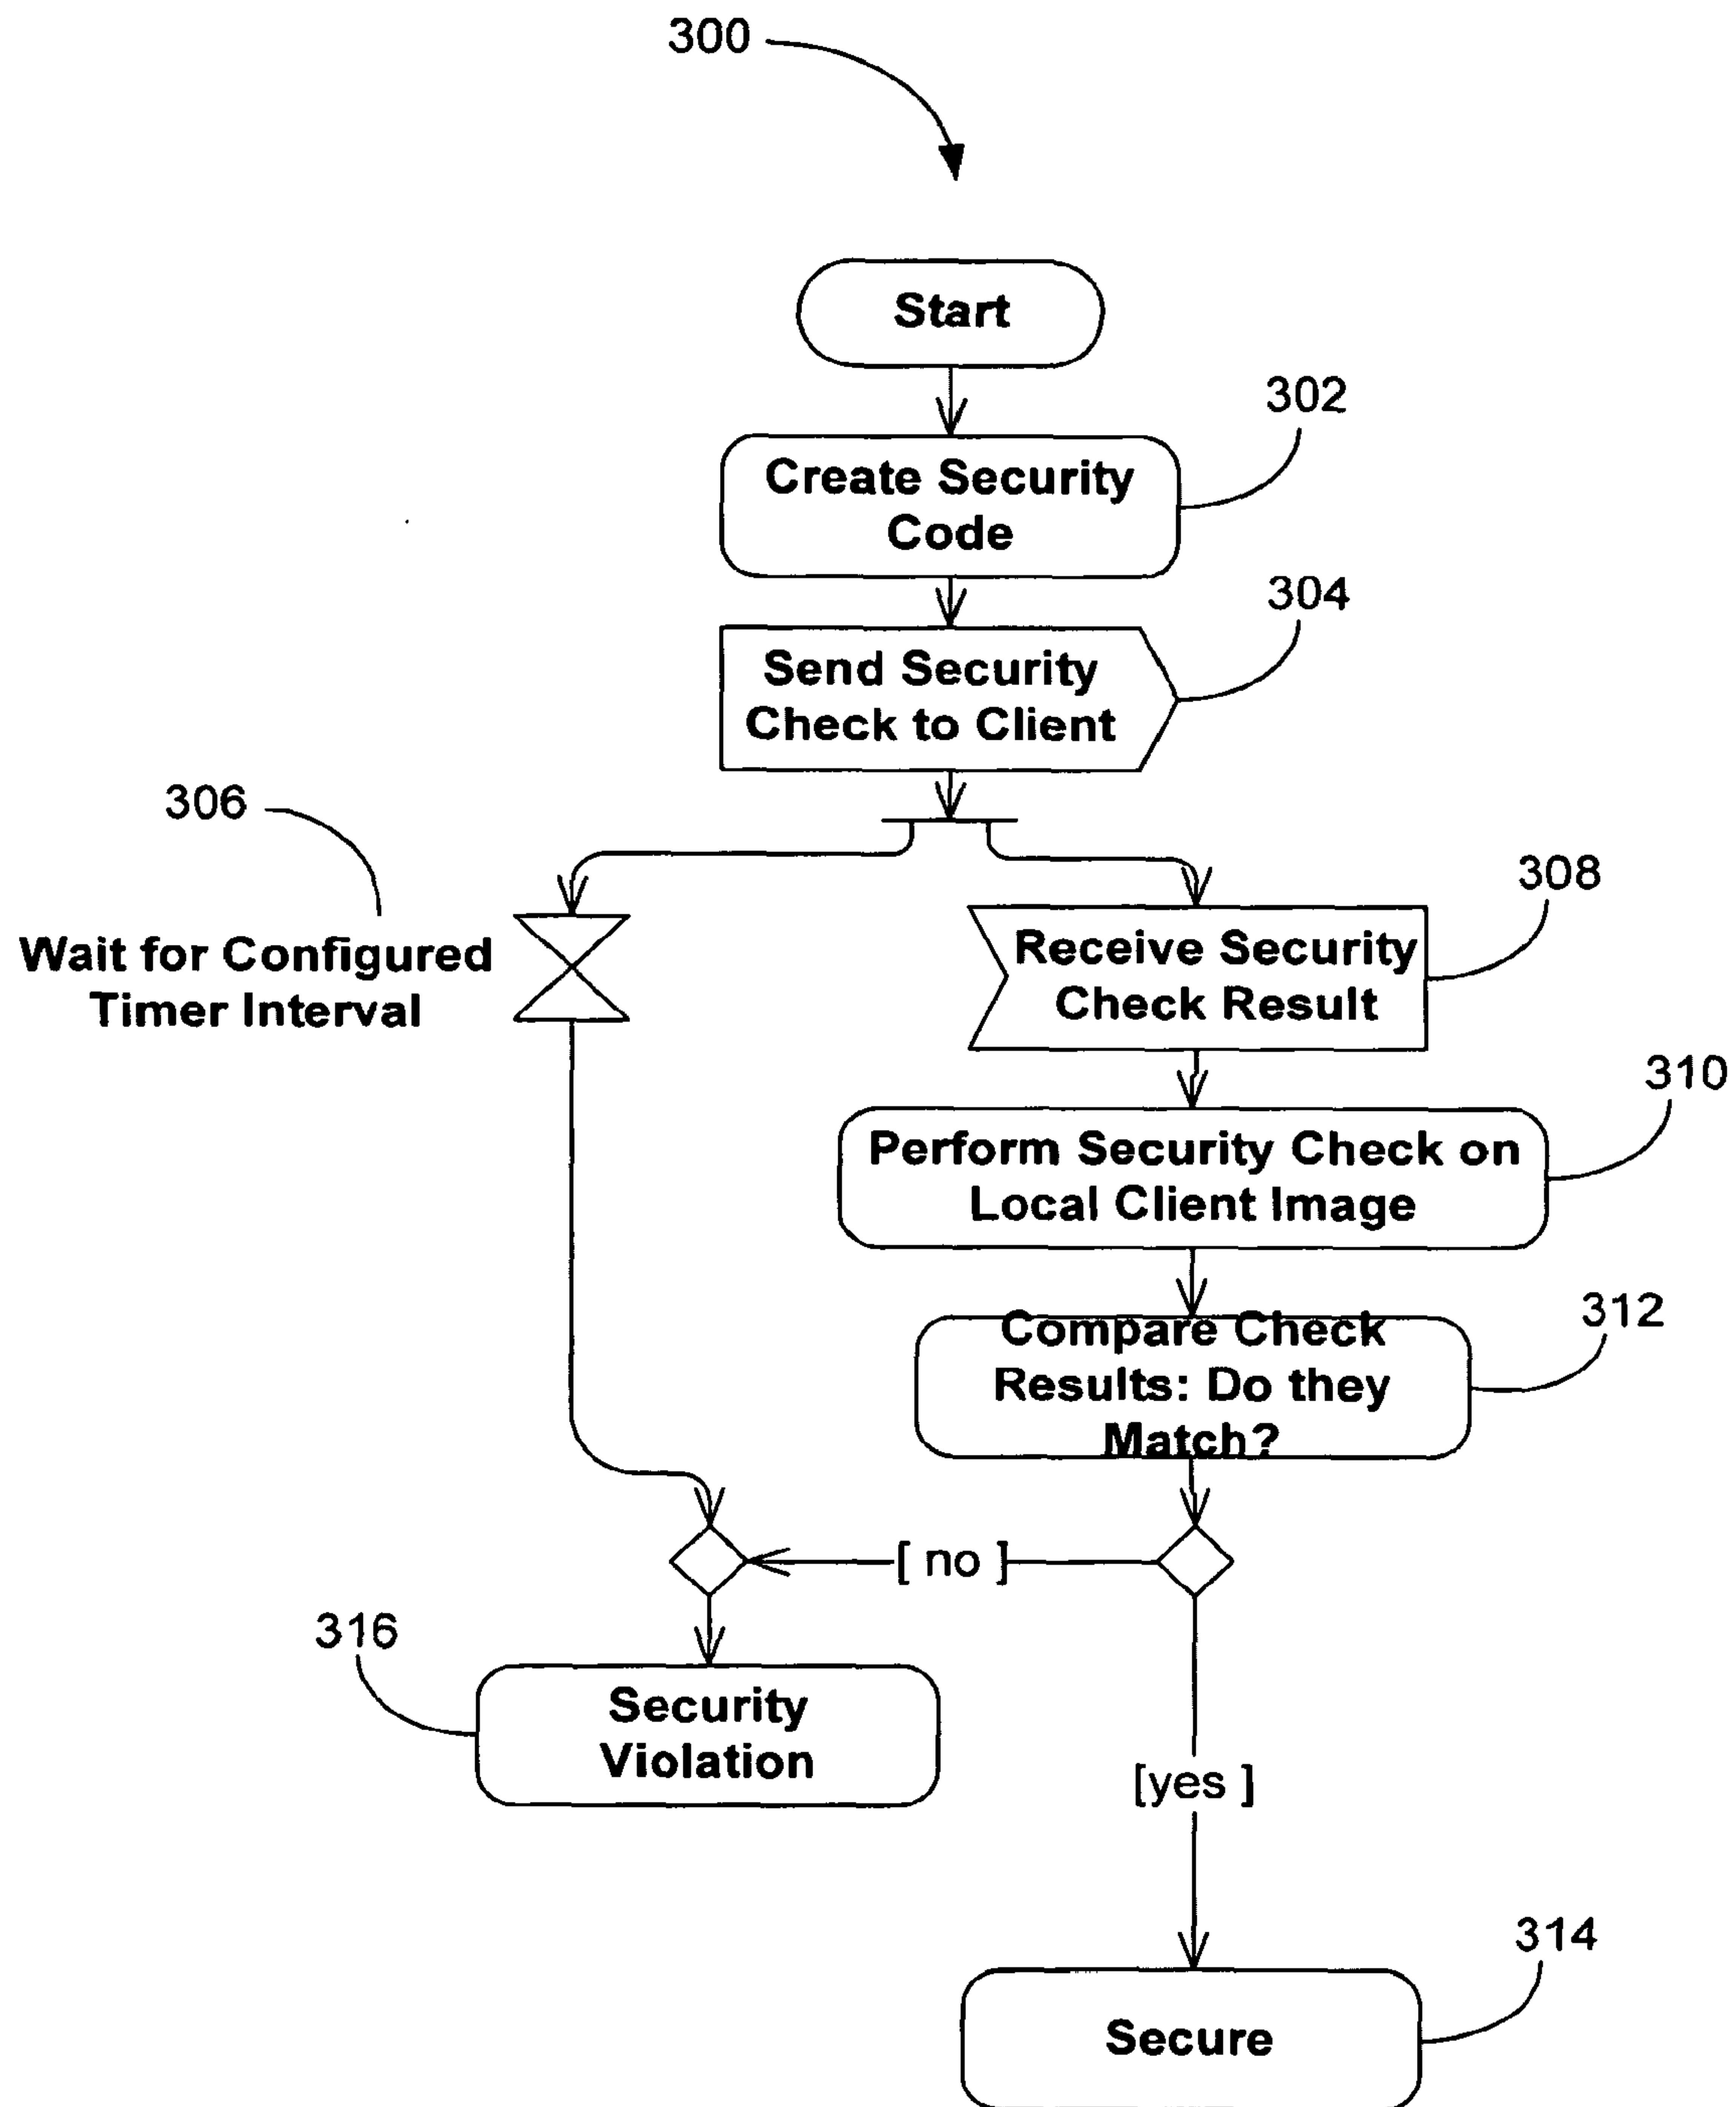 300
Start
302
Create Security
Code
304
Send Security
Check to Client
306
Wait for Configured
Timer Interval
308
Receive Security
Check Result
310
Perform Security Check on
Local Client Image
312
Compare Check
Results: Do they
Match?
[ no ]
316
Security
Violation
[yes ]
314
Secure